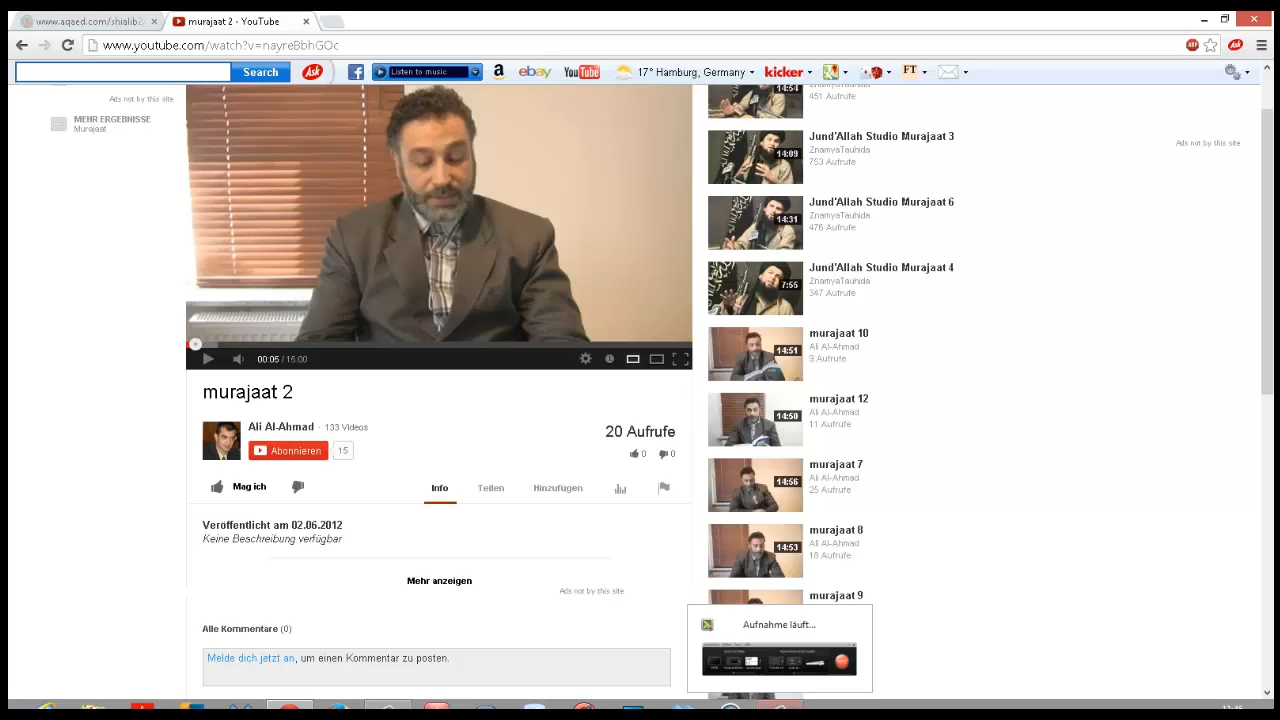 www.aqaed.com/shialib2
murajaat 2 - YouTube
www.youtube.com/watch?v=nayreBbhGOc
Search
Ask
Listen to music
a
ebay
YouTube
17° Hamburg, Germany
kicker
FT
ABP
Ask
Ads not by this site
MEHR ERGEBNISSE
Murajaat
00:05 / 15:00
murajaat 2
Ali Al-Ahmad · 133 Videos
Abonnieren
15
20 Aufrufe
0
0
Mag ich
Info
Teilen
Hinzufügen
Veröffentlicht am 02.06.2012
Keine Beschreibung verfügbar
Mehr anzeigen
Ads not by this site
Alle Kommentare (0)
Melde dich jetzt an, um einen Kommentar zu posten.
14:54
ZnamyaTauhida
451 Aufrufe
14:09
Jund'Allah Studio Murajaat 3
ZnamyaTauhida
753 Aufrufe
14:31
Jund'Allah Studio Murajaat 6
ZnamyaTauhida
476 Aufrufe
7:55
Jund'Allah Studio Murajaat 4
ZnamyaTauhida
347 Aufrufe
14:51
murajaat 10
Ali Al-Ahmad
9 Aufrufe
14:50
murajaat 12
Ali Al-Ahmad
11 Aufrufe
14:56
murajaat 7
Ali Al-Ahmad
25 Aufrufe
14:53
murajaat 8
Ali Al-Ahmad
18 Aufrufe
murajaat 9
Aufnahme läuft...
Ads not by this site